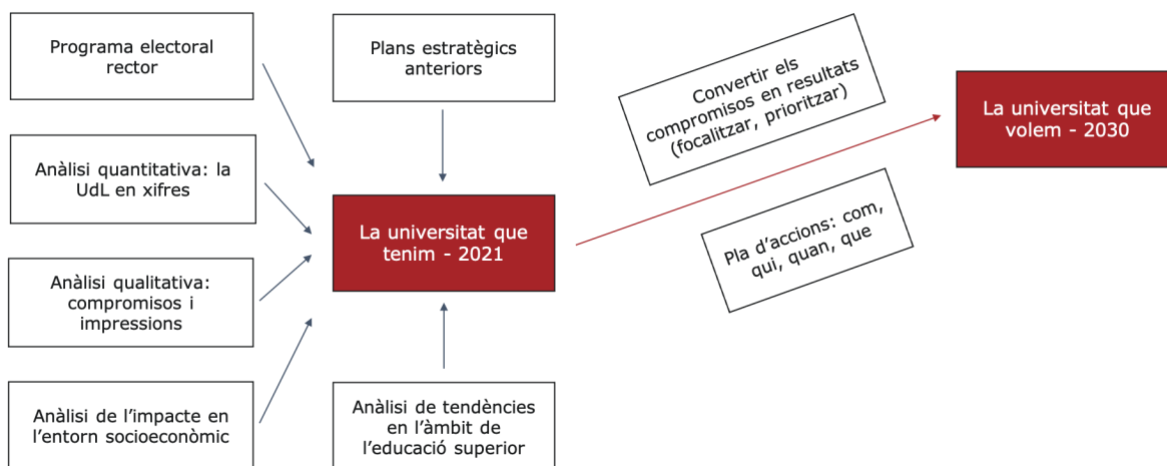 Programa electoral
rector
Plans estratègics
anteriors
Convertir els
compromisos en resultats
(focalitzar, prioritzar)
La universitat que
volem - 2030
Anàlisi quantitativa: la
UdL en xifres
La universitat que
tenim - 2021
Pla d’accions: com,
qui, quan, que
Anàlisi qualitativa:
compromisos i
impressions
Anàlisi de l’impacte en
l’entorn socioeconòmic
Anàlisi de tendències
en l’àmbit de
l’educació superior